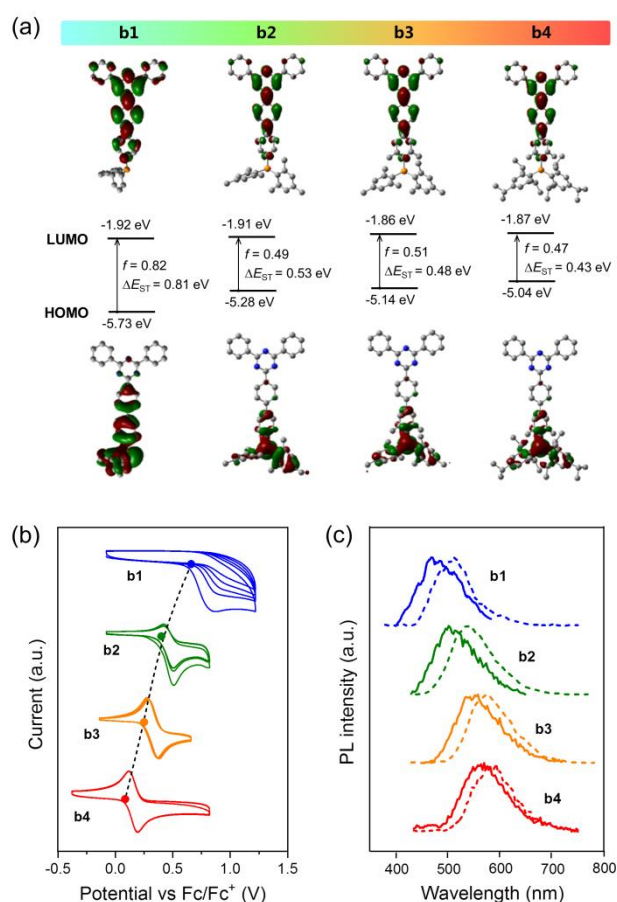 (a)
b1 b2 b3 b4
LUMO
-1.92 eV
f = 0.82
ΔEST = 0.81 eV
-5.73 eV
-1.91 eV
f = 0.49
ΔEST = 0.53 eV
-5.28 eV
-1.86 eV
f = 0.51
ΔEST = 0.48 eV
-5.14 eV
-1.87 eV
f = 0.47
ΔEST = 0.43 eV
-5.04 eV
HOMO
(b)
b1
b2
b3
b4
Current (a.u.)
-0.5 0.0 0.5 1.0 1.5
Potential vs Fc/Fc⁺ (V)
(c)
b1
b2
b3
b4
PL intensity (a.u.)
400 500 600 700 800
Wavelength (nm)